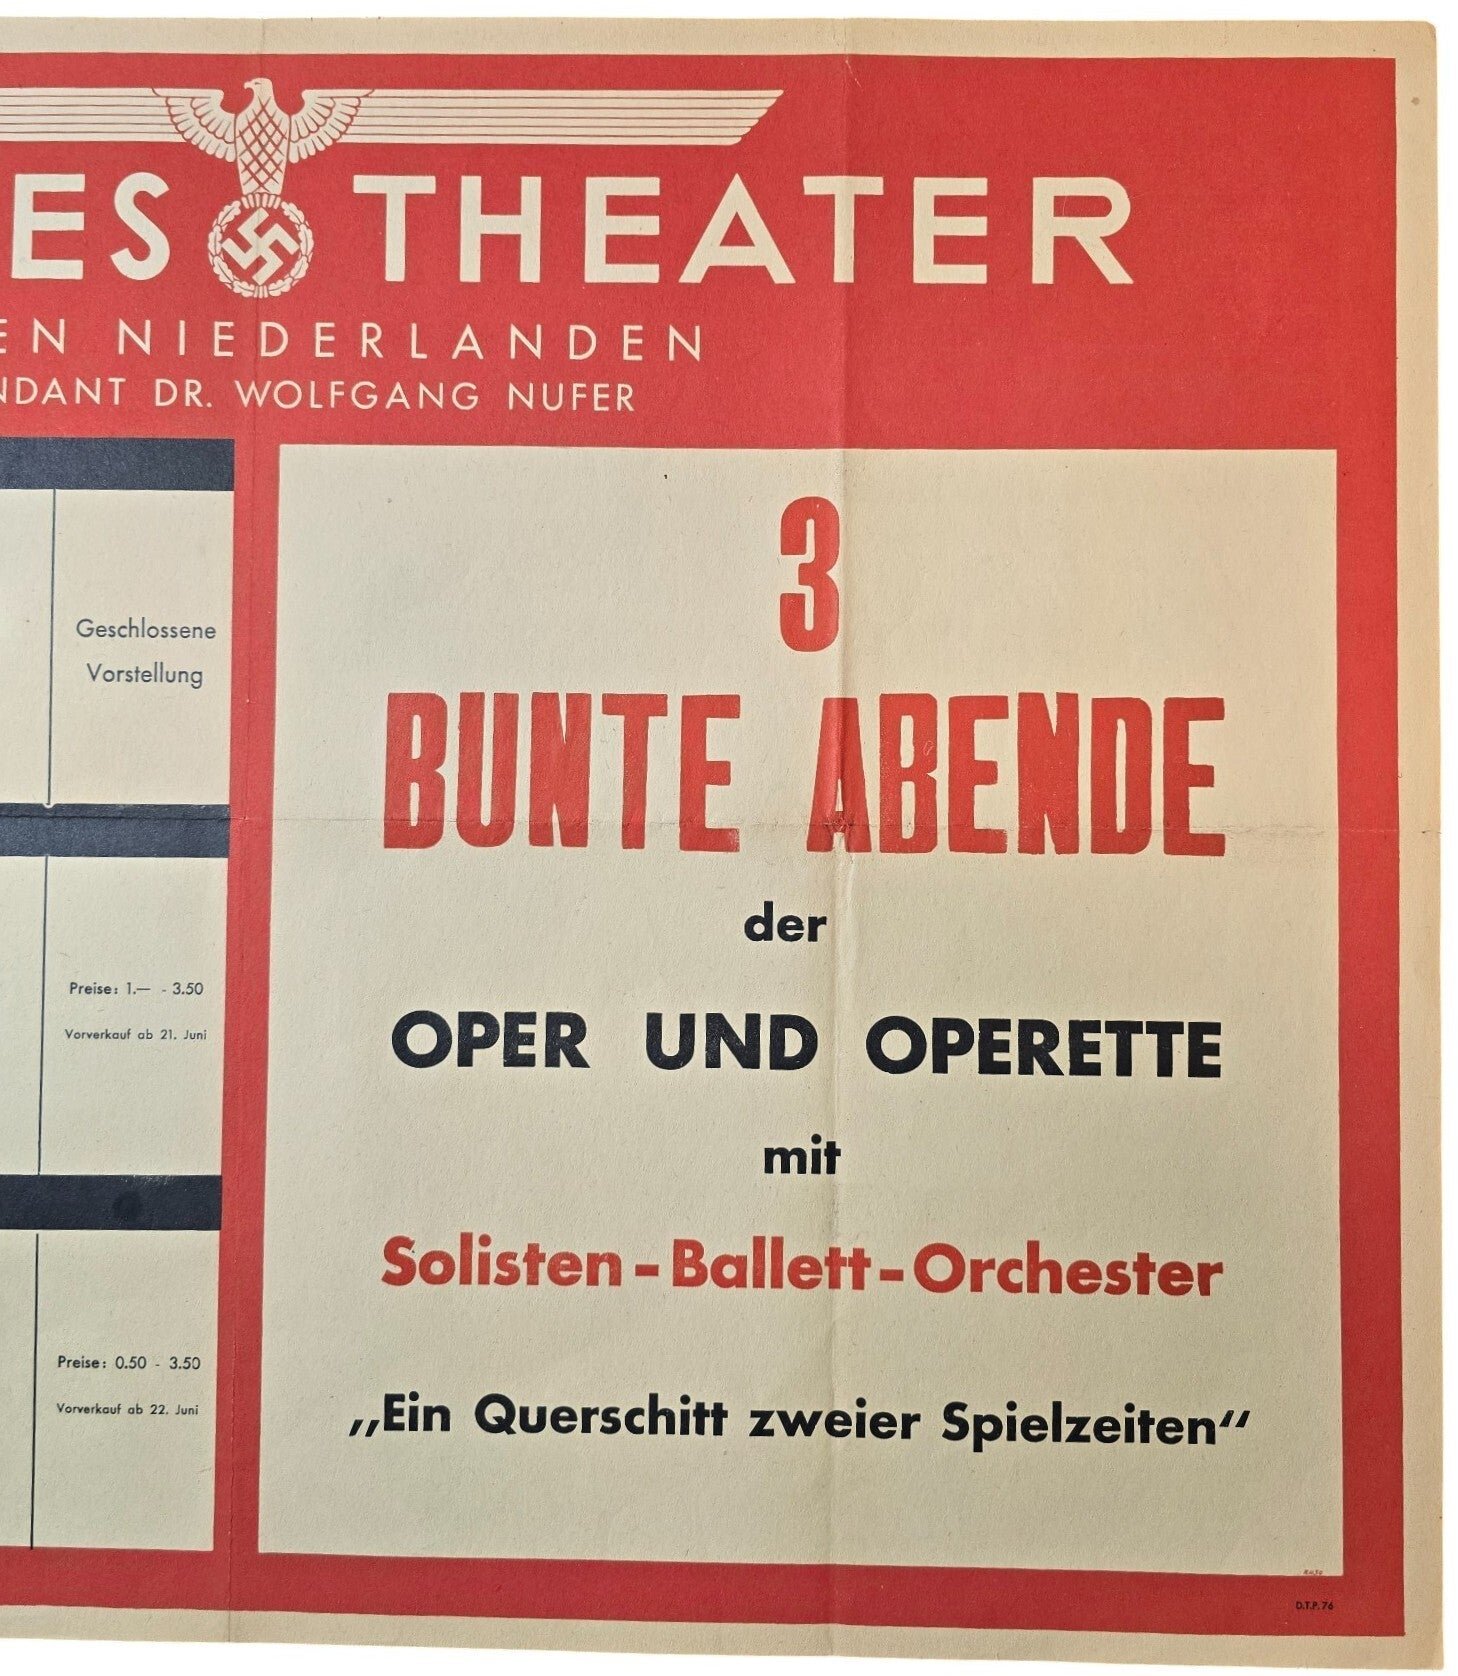 ES THEATER
EN NIEDERLANDEN
NDANT DR. WOLFGANG NUFER
Geschlossene
Vorstellung
Preise: 1.— - 3.50
Vorverkauf ab 21. Juni
Preise: 0.50 - 3.50
Vorverkauf ab 22. Juni
3
BUNTE ABENDE
der
OPER UND OPERETTE
mit
Solisten-Ballett-Orchester
„Ein Querschitt zweier Spielzeiten“
D.T.P. 76